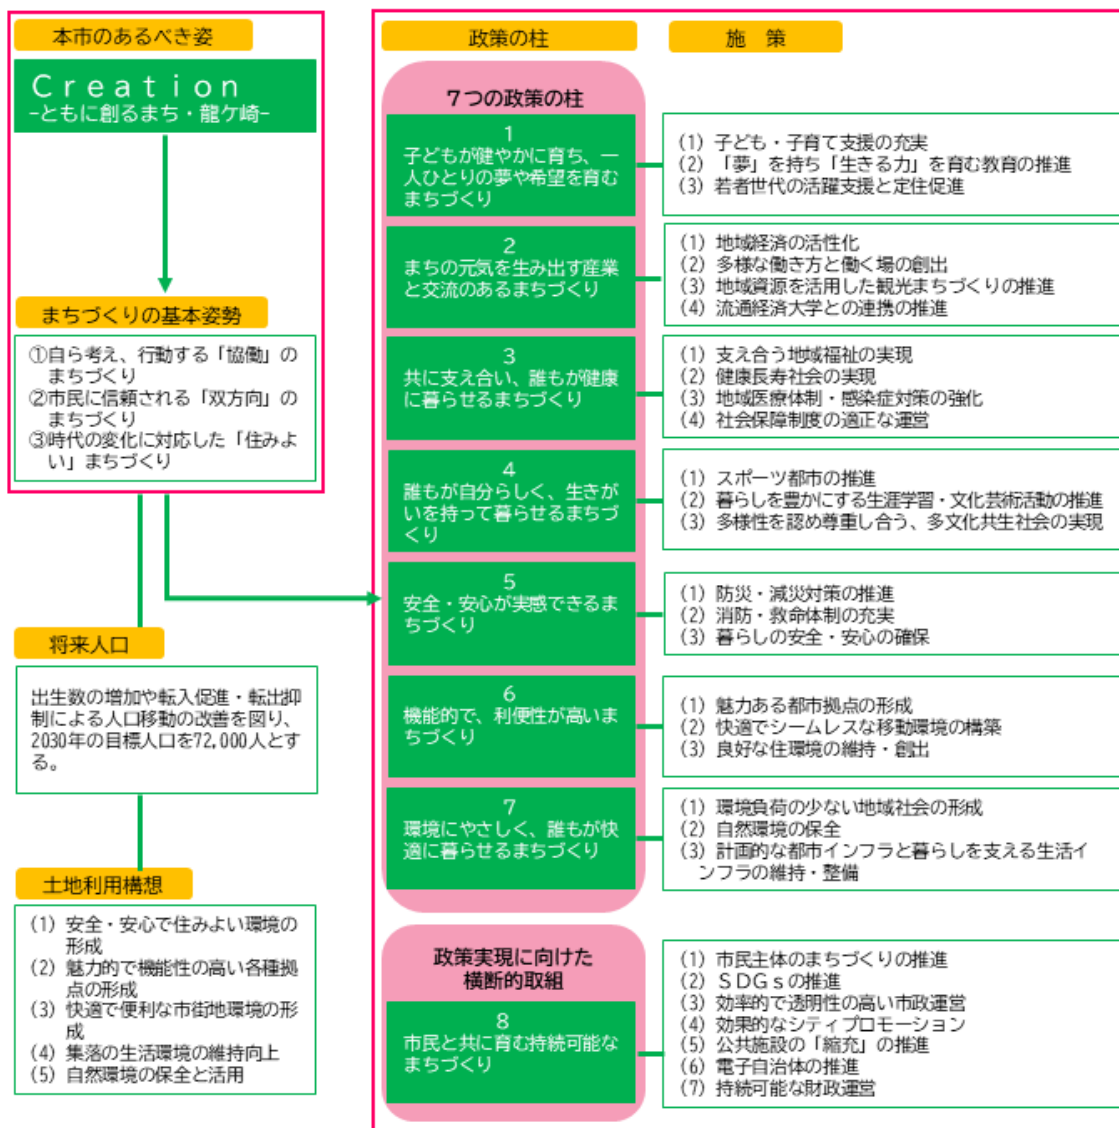 本市のあるべき姿
Creation
-ともに創るまち・龍ケ崎-
まちづくりの基本姿勢
①自ら考え、行動する「協働」の
まちづくり
②市民に信頼される「双方向」の
まちづくり
③時代の変化に対応した「住みよ
い」まちづくり
将来人口
出生数の増加や転入促進・転出抑
制による人口移動の改善を図り、
2030年の目標人口を72,000人とす
る。
土地利用構想
(1) 安全・安心で住みよい環境の
形成
(2) 魅力的で機能性の高い各種拠
点の形成
(3) 快適で便利な市街地環境の形
成
(4) 集落の生活環境の維持向上
(5) 自然環境の保全と活用
政策の柱
施 策
7つの政策の柱
1
子どもが健やかに育ち、一
人ひとりの夢や希望を育む
まちづくり
(1) 子ども・子育て支援の充実
(2) 「夢」を持ち「生きる力」を育む教育の推進
(3) 若者世代の活躍支援と定住促進
2
まちの元気を生み出す産業
と交流のあるまちづくり
(1) 地域経済の活性化
(2) 多様な働き方と働く場の創出
(3) 地域資源を活用した観光まちづくりの推進
(4) 流通経済大学との連携の推進
3
共に支え合い、誰もが健康
に暮らせるまちづくり
(1) 支え合う地域福祉の実現
(2) 健康長寿社会の実現
(3) 地域医療体制・感染症対策の強化
(4) 社会保障制度の適正な運営
4
誰もが自分らしく、生きが
いを持って暮らせるまちづ
くり
(1) スポーツ都市の推進
(2) 暮らしを豊かにする生涯学習・文化芸術活動の推進
(3) 多様性を認め尊重し合う、多文化共生社会の実現
5
安全・安心が実感できるま
ちづくり
(1) 防災・減災対策の推進
(2) 消防・救命体制の充実
(3) 暮らしの安全・安心の確保
6
機能的で、利便性が高いま
ちづくり
(1) 魅力ある都市拠点の形成
(2) 快適でシームレスな移動環境の構築
(3) 良好な住環境の維持・創出
7
環境にやさしく、誰もが快
適に暮らせるまちづくり
(1) 環境負荷の少ない地域社会の形成
(2) 自然環境の保全
(3) 計画的な都市インフラと暮らしを支える生活イ
ンフラの維持・整備
政策実現に向けた
横断的取組
8
市民と共に育む持続可能な
まちづくり
(1) 市民主体のまちづくりの推進
(2) SDGsの推進
(3) 効率的で透明性の高い市政運営
(4) 効果的なシティプロモーション
(5) 公共施設の「縮充」の推進
(6) 電子自治体の推進
(7) 持続可能な財政運営